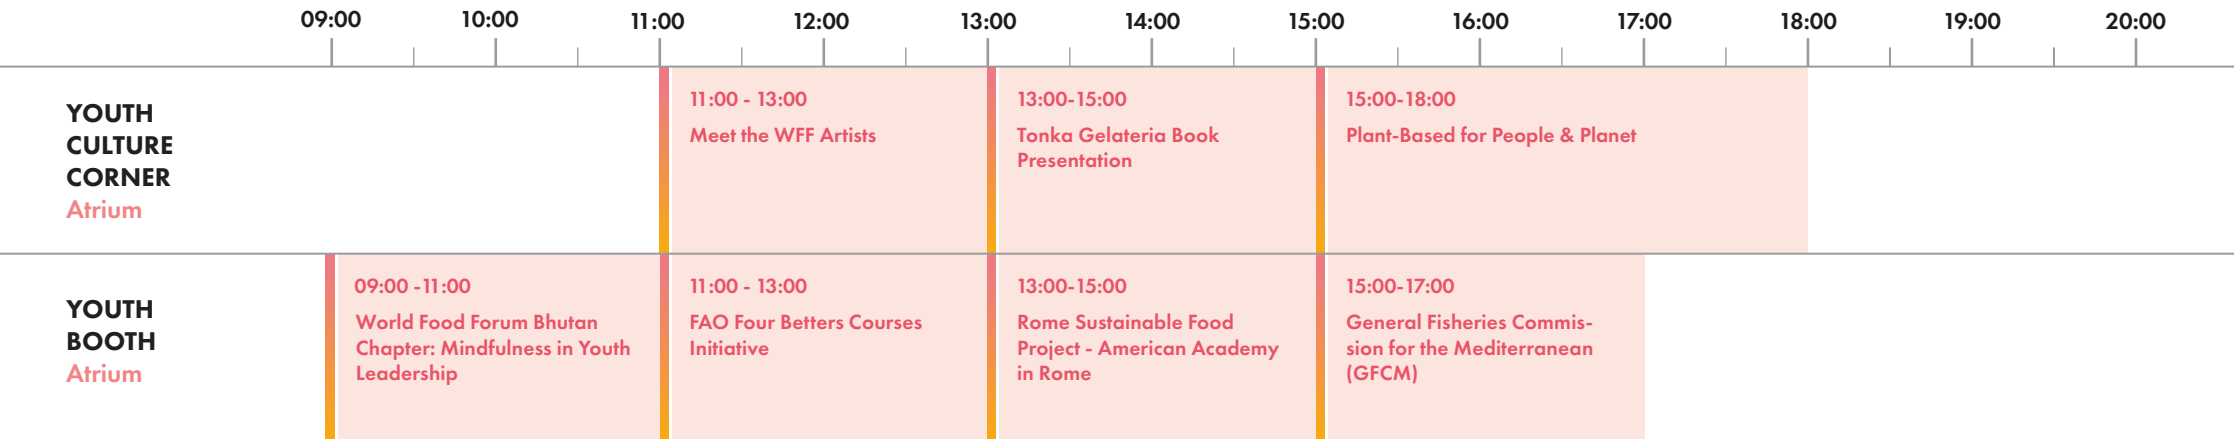 09:00 10:00 11:00 12:00 13:00 14:00 15:00 16:00 17:00 18:00 19:00 20:00
YOUTH
CULTURE
CORNER
Atrium
11:00 - 13:00
Meet the WFF Artists
13:00-15:00
Tonka Gelateria Book
Presentation
15:00-18:00
Plant-Based for People & Planet
YOUTH
BOOTH
Atrium
09:00 -11:00
World Food Forum Bhutan
Chapter: Mindfulness in Youth
Leadership
11:00 - 13:00
FAO Four Betters Courses
Initiative
13:00-15:00
Rome Sustainable Food
Project - American Academy
in Rome
15:00-17:00
General Fisheries Commis-
sion for the Mediterranean
(GFCM)